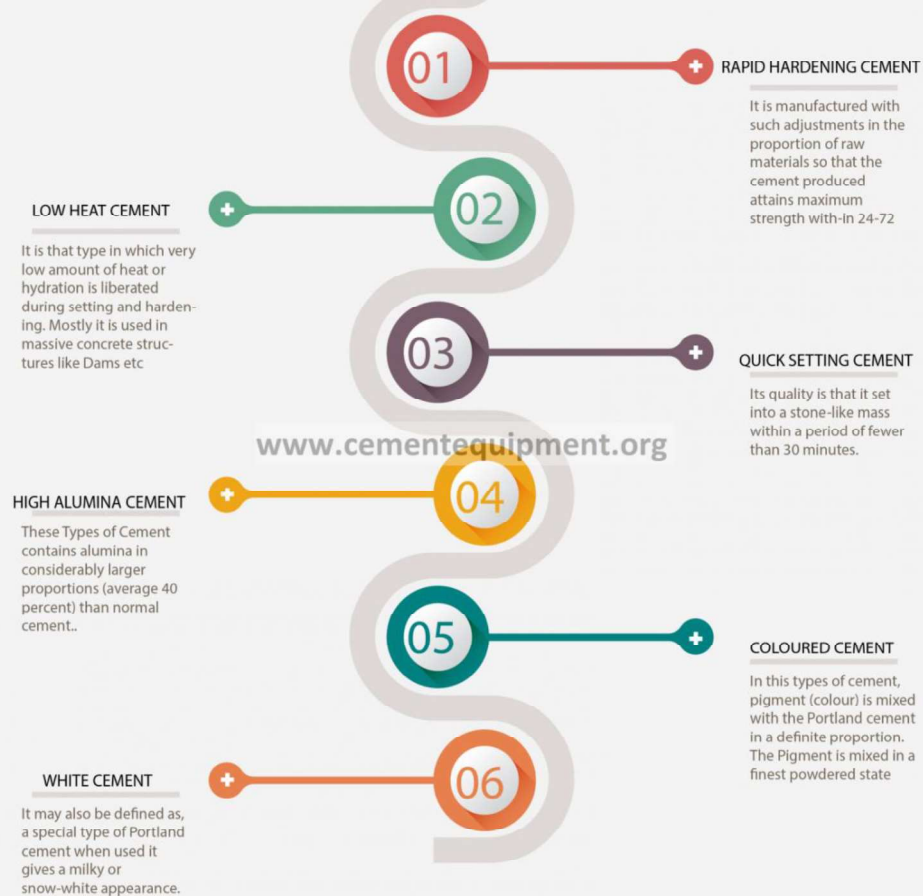 01
RAPID HARDENING CEMENT
It is manufactured with
such adjustments in the
proportion of raw
materials so that the
cement produced
attains maximum
strength with-in 24-72
02
LOW HEAT CEMENT
It is that type in which very
low amount of heat or
hydration is liberated
during setting and harden-
ing. Mostly it is used in
massive concrete struc-
tures like Dams etc
03
QUICK SETTING CEMENT
Its quality is that it set
into a stone-like mass
within a period of fewer
than 30 minutes.
www.cementequipment.org
04
HIGH ALUMINA CEMENT
These Types of Cement
contains alumina in
considerably larger
proportions (average 40
percent) than normal
cement..
05
COLOURED CEMENT
In this types of cement,
pigment (colour) is mixed
with the Portland cement
in a definite proportion.
The Pigment is mixed in a
finest powdered state
06
WHITE CEMENT
It may also be defined as,
a special type of Portland
cement when used it
gives a milky or
snow-white appearance.